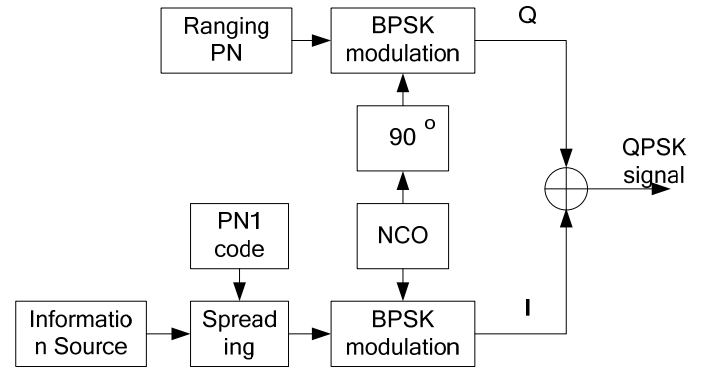 Ranging
PN
BPSK
modulation
Q
90 o
QPSK
signal
PN1
code
NCO
Informatio
n Source
Spread
ing
BPSK
modulation
I